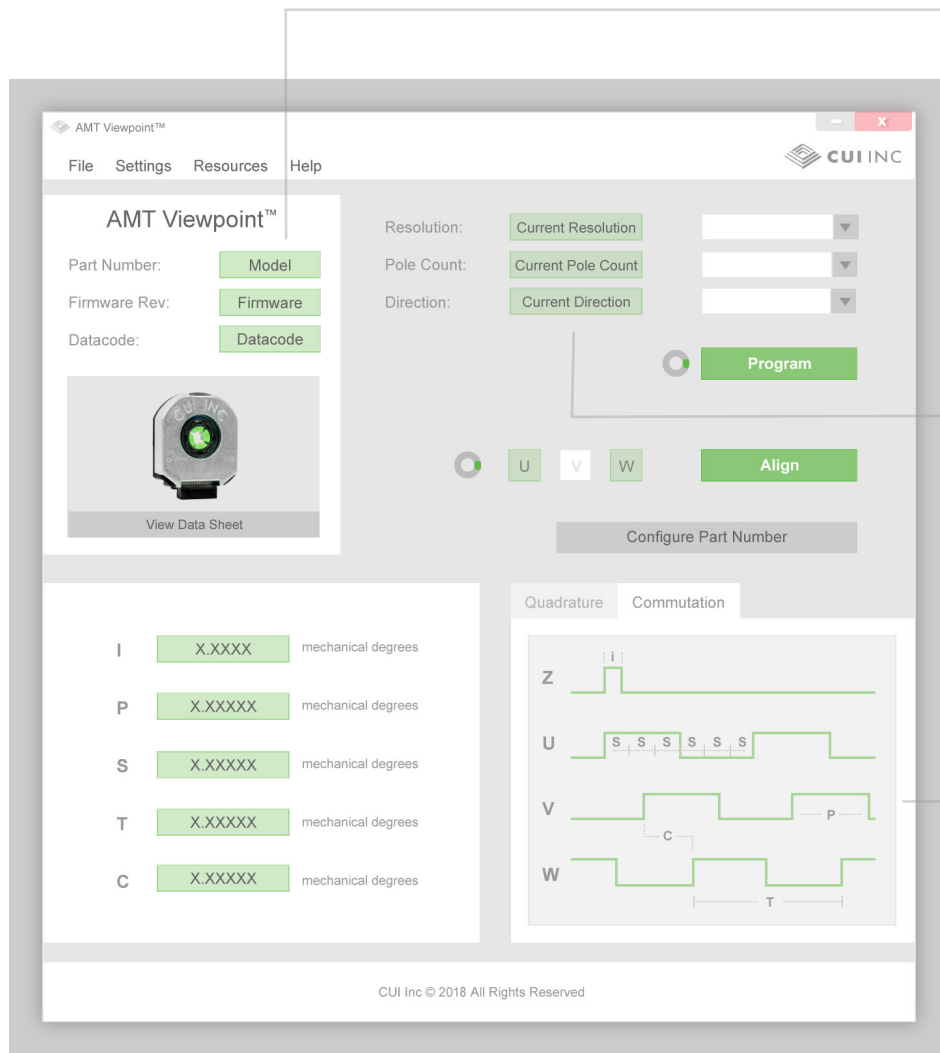 AMT Viewpoint™
X
File Settings Resources Help
CUI INC
AMT Viewpoint™
Part Number: Model
Firmware Rev: Firmware
Datacode: Datacode
CUI INC
View Data Sheet
Resolution: Current Resolution
Pole Count: Current Pole Count
Direction: Current Direction
Program
U V W Align
Configure Part Number
I X.XXXX mechanical degrees
P X.XXXXX mechanical degrees
S X.XXXXX mechanical degrees
T X.XXXXX mechanical degrees
C X.XXXXX mechanical degrees
Quadrature Commutation
i
Z
U S S S S S S
V P
C
W
T
CUI Inc © 2018 All Rights Reserved